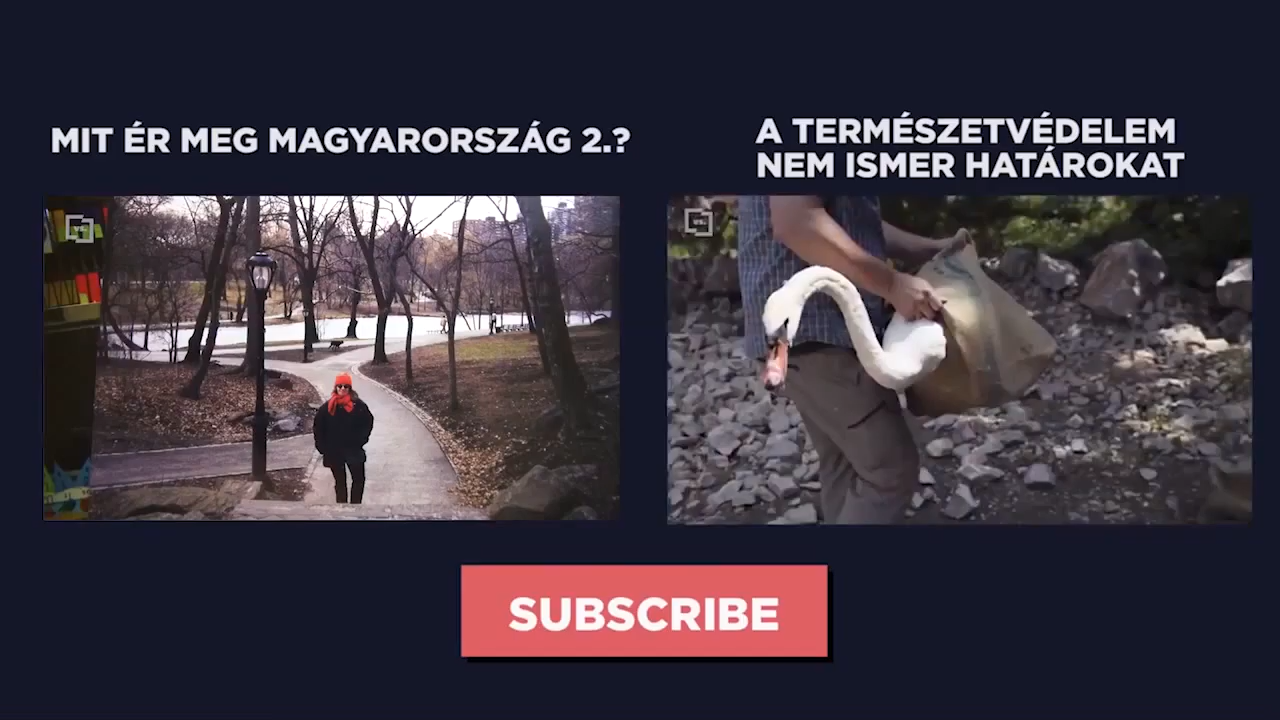 MIT ÉR MEG MAGYARORSZÁG 2.?
A TERMÉSZETVÉDELEM
NEM ISMER HATÁROKAT
SUBSCRIBE